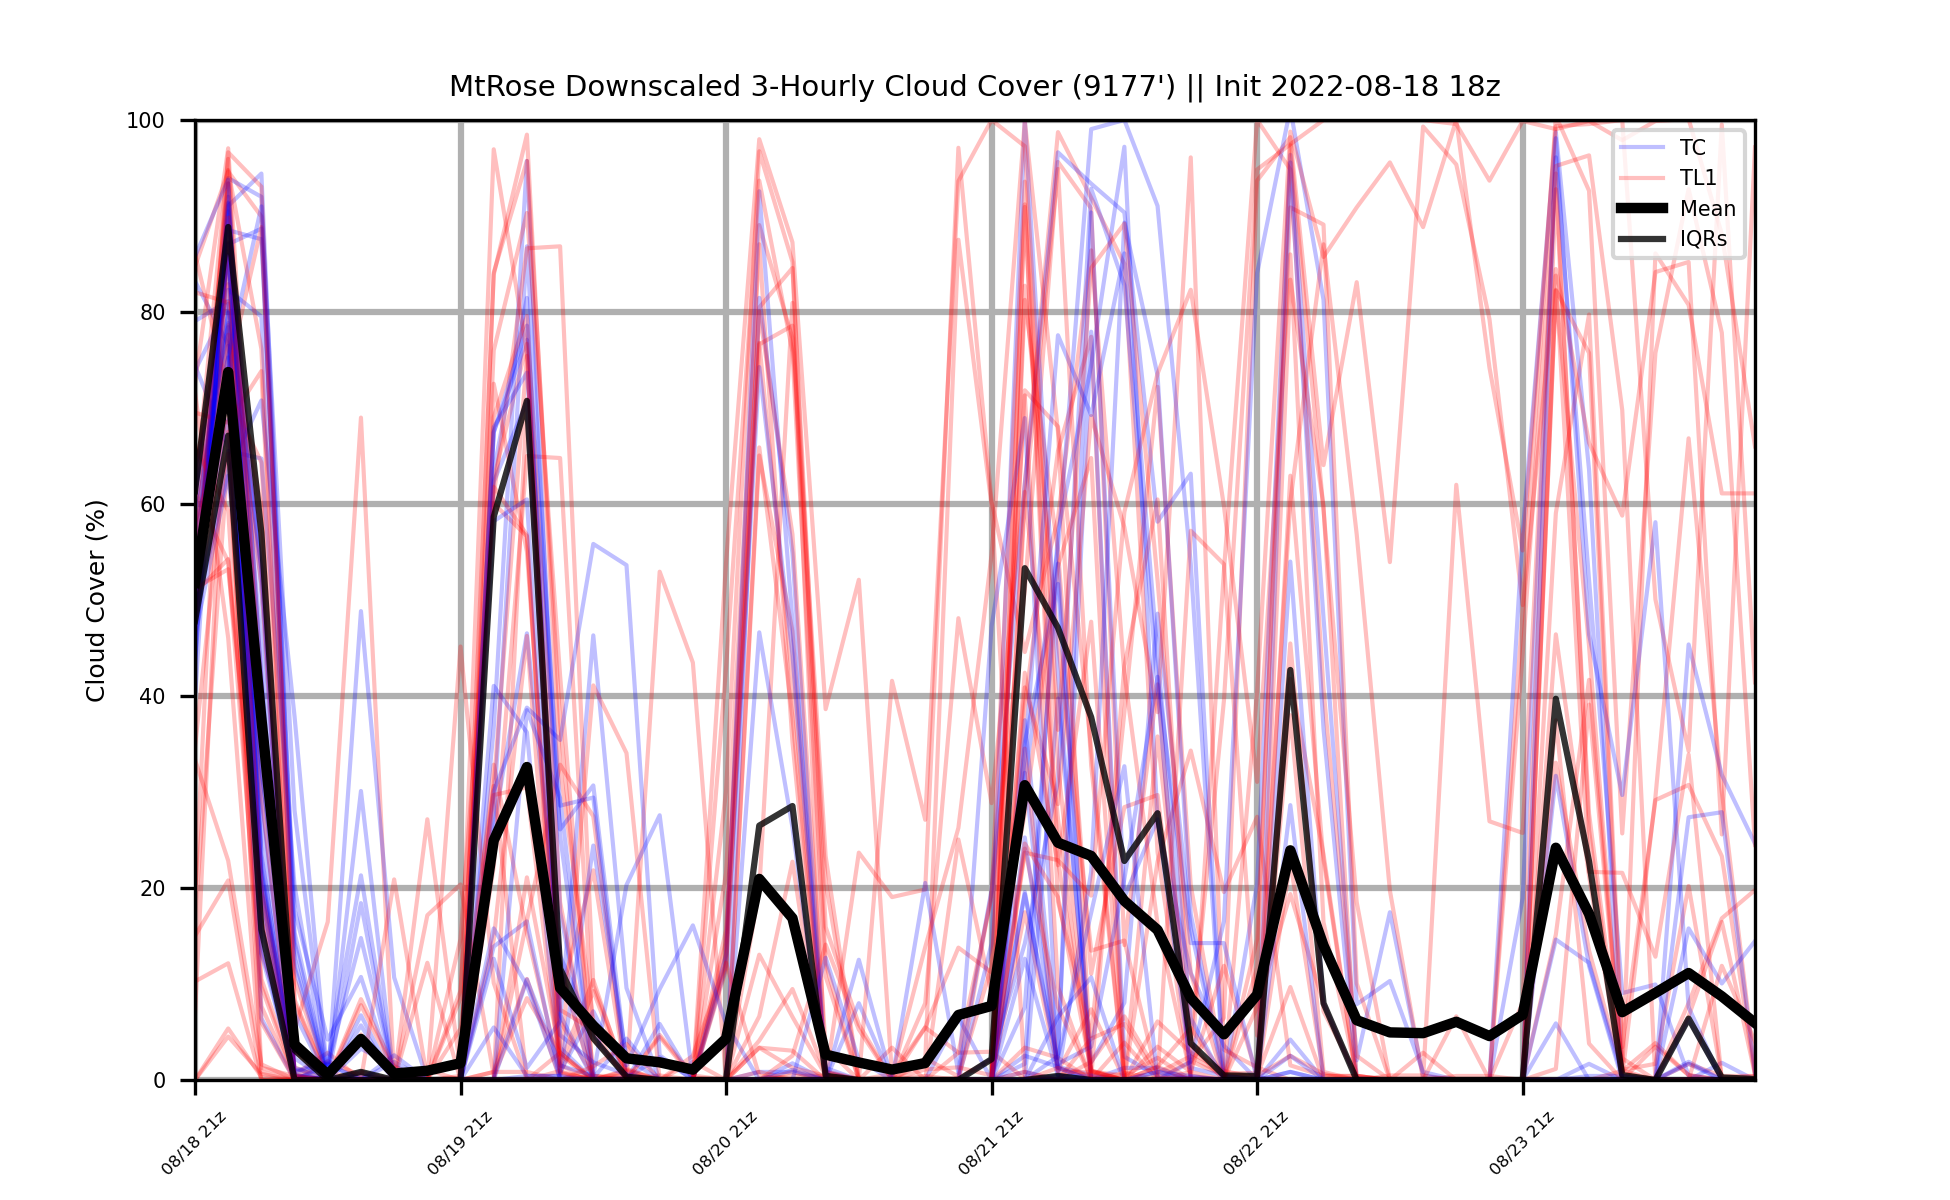 MtRose Downscaled 3-Hourly Cloud Cover (9177') || Init 2022-08-18 18z
TC
TL1
Mean
IQRs
Cloud Cover (%)
100
80
60
40
20
0
08/18 21z
08/19 21z
08/20 21z
08/21 21z
08/22 21z
08/23 21z